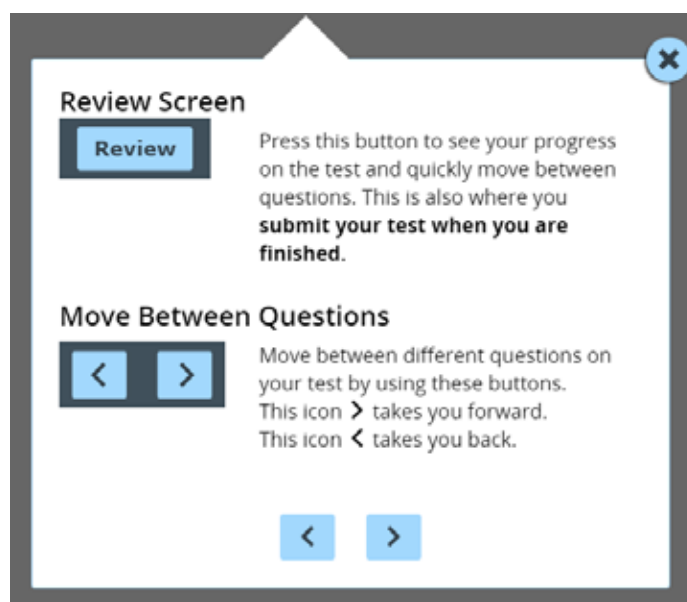 Review Screen
Review
Press this button to see your progress
on the test and quickly move between
questions. This is also where you
submit your test when you are
finished.
Move Between Questions
Move between different questions on
your test by using these buttons.
This icon > takes you forward.
This icon < takes you back.